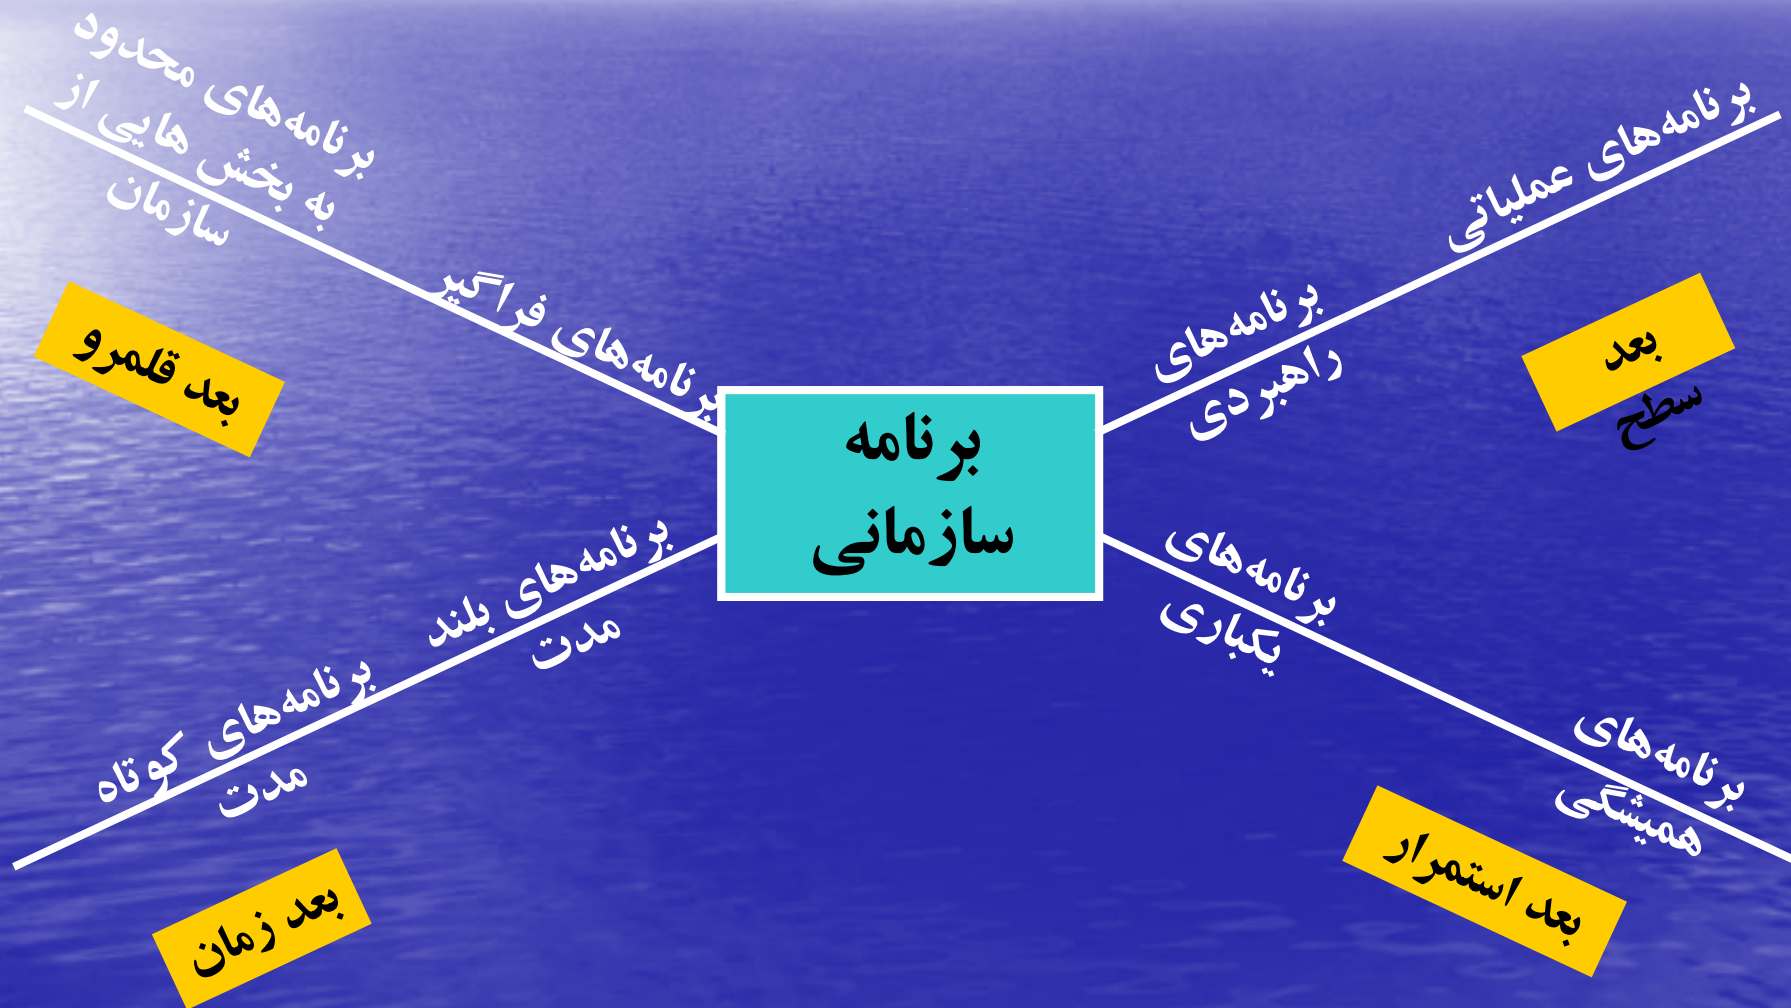 برنامه‌های عملیاتی
برنامه‌های
راهبردی
بعد
سطح
برنامه‌های محدود
به بخش هایی از
سازمان
برنامه‌های فراگیر
بعد قلمرو
برنامه
سازمانی
برنامه‌های
یکباری
برنامه‌های
همیشگی
بعد استمرار
برنامه‌های بلند
مدت
برنامه‌های کوتاه
مدت
بعد زمان